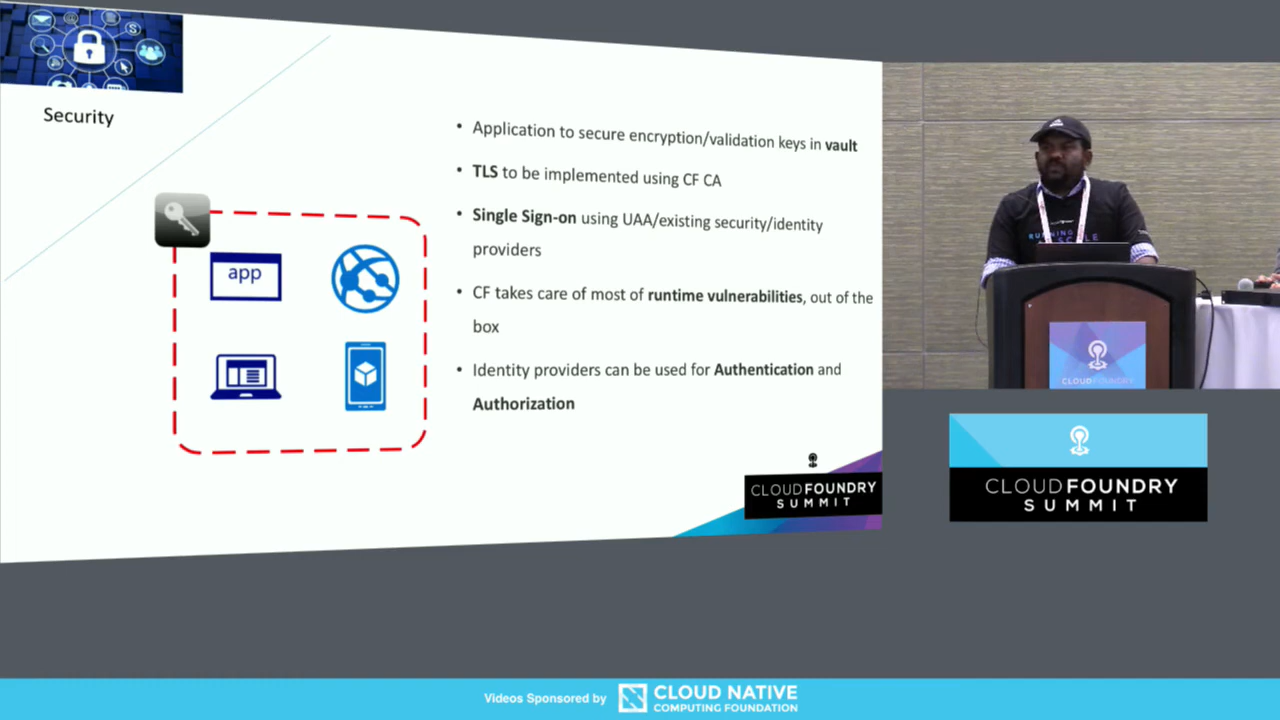 Security
• Application to secure encryption/validation keys in vault
• TLS to be implemented using CF CA
• Single Sign-on using UAA/existing security/identity
providers
• CF takes care of most of runtime vulnerabilities, out of the
box
• Identity providers can be used for Authentication and
Authorization
app
CLOUDFOUNDRY
SUMMIT
RUNNING
SCALE
CLOUDFOUNDRY
CLOUDFOUNDRY
SUMMIT
Videos Sponsored by
CLOUD NATIVE
COMPUTING FOUNDATION